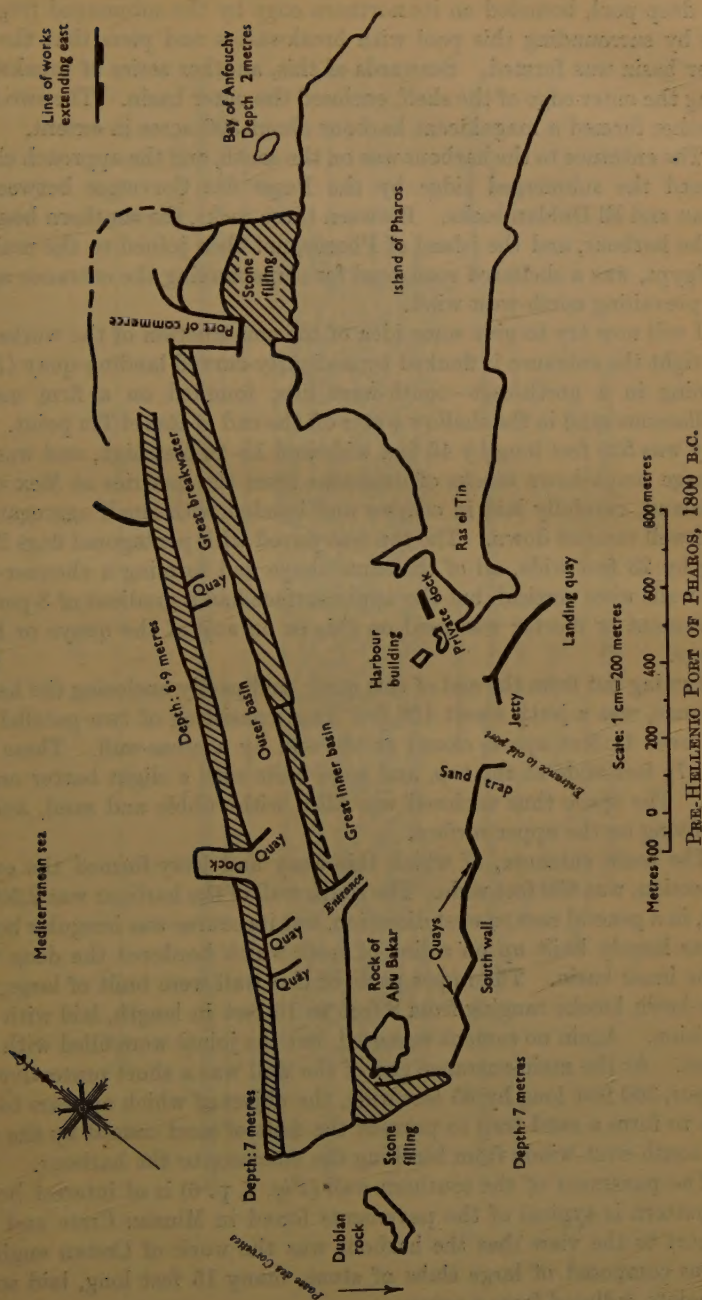 Line of works
extending east
Bay of Anfouchy
Depth 2 metres
Mediterranean sea
Port of commerce
Stone
filling
Island of Pharos
Great breakwater
Quay
Depth: 6·9 metres
Outer basin
Great inner basin
Dock
Quay
Quay
Quay
Entrance
Ras el Tin
Harbour
building
Private dock
Jetty
Landing quay
Entrance to old port
Sand
trap
Rock of
Abu Bakar
Quays
South wall
Depth: 7 metres
Stone
filling
Depth: 7 metres
Dublan
rock
Passe des Corvettes
Scale: 1 cm=200 metres
Metres 100 0 200 400 600 800 metres
PRE-HELLENIC PORT OF PHAROS, 1800 B.C.